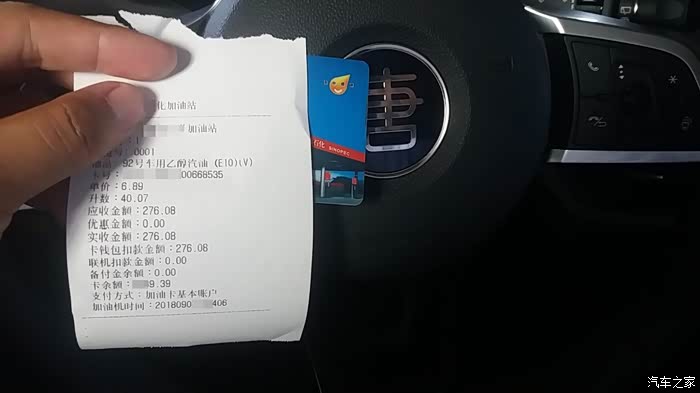 化加油站
加油站
0001
92号车用乙醇汽油 (E10)(V)
卡号: 00668535
单价:6.89
升数:40.07
应收金额:276.08
优惠金额:0.00
实收金额:276.08
卡钱包扣款金额:276.08
联机扣款金额:0.00
备付金余额:0.00
卡余额: 9.39
支付方式:加油卡基本账户
加油机时间:2018090 406
SINOPEC
唐
汽车之家